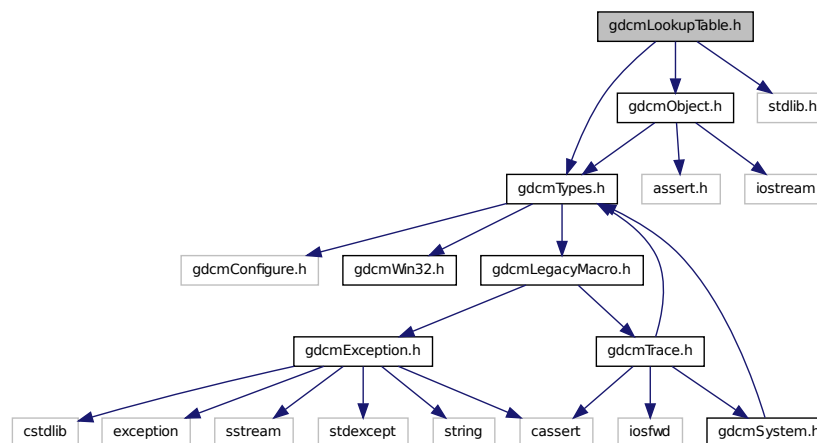 gdcmLookupTable.h
gdcmObject.h
stdlib.h
gdcmTypes.h
assert.h
iostream
gdcmConfigure.h
gdcmWin32.h
gdcmLegacyMacro.h
gdcmException.h
gdcmTrace.h
cstdlib
exception
sstream
stdexcept
string
cassert
iosfwd
gdcmSystem.h